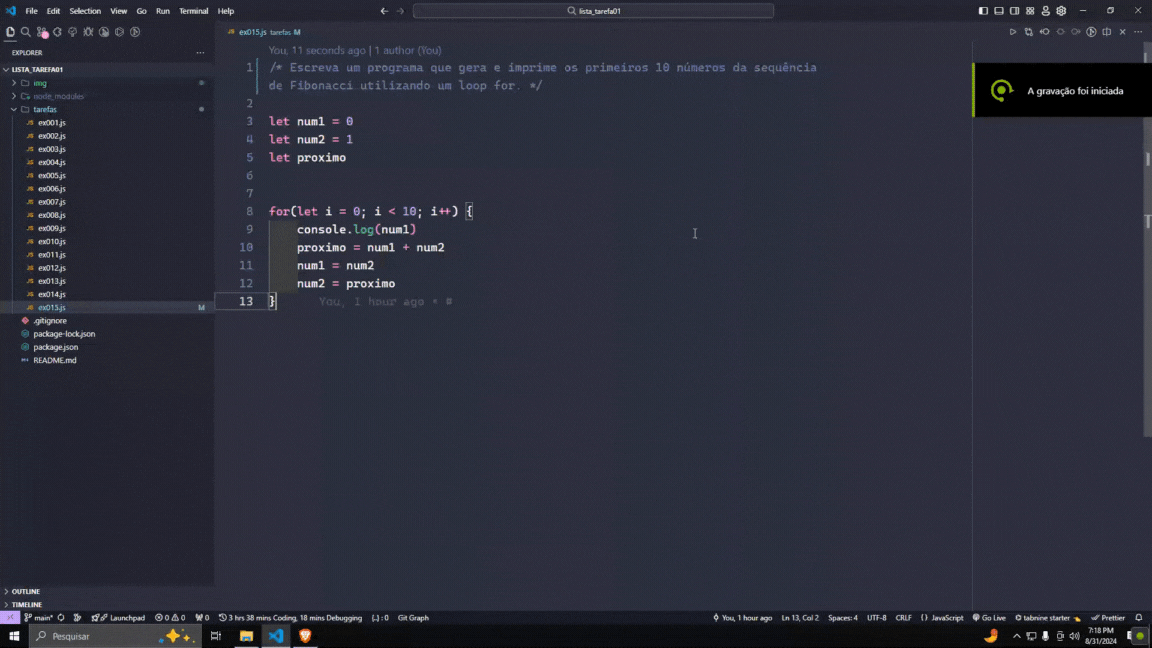 File Edit Selection View Go Run Terminal Help
lista_tarefa01
EXPLORER
ex015.js tarefas M
LISTA_TAREFA01
img
node_modules
tarefas
ex001.js
ex002.js
ex003.js
ex004.js
ex005.js
ex006.js
ex007.js
ex008.js
ex009.js
ex010.js
ex011.js
ex012.js
ex013.js
ex014.js
ex015.js M
.gitignore
package-lock.json
package.json
README.md
OUTLINE
TIMELINE
You, 11 seconds ago | 1 author (You)
1 /* Escreva um programa que gera e imprime os primeiros 10 números da sequência
de Fibonacci utilizando um loop for. */
2
3 let num1 = 0
4 let num2 = 1
5 let proximo
6
7
8 for(let i = 0; i < 10; i++) {
9 console.log(num1)
10 proximo = num1 + num2
11 num1 = num2
12 num2 = proximo
13 } You, 1 hour ago •
A gravação foi iniciada
main* Launchpad 0 0 0 3 hrs 38 mins Coding, 18 mins Debugging {..} : 0 Git Graph
You, 1 hour ago Ln 13, Col 2 Spaces: 4 UTF-8 CRLF {} JavaScript Go Live tabnine starter Prettier
Pesquisar
7:18 PM
8/31/2024